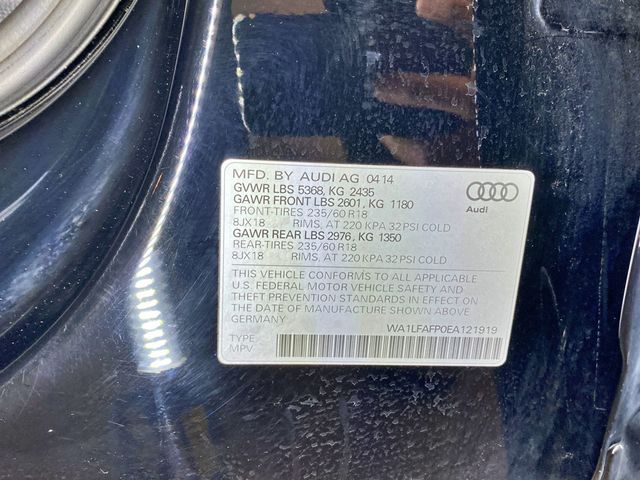 MFD. BY AUDI AG 0414
GVWR LBS 5368, KG 2435
GAWR FRONT LBS 2601, KG 1180
FRONT-TIRES 235/60 R18
8JX18 RIMS, AT 220 KPA 32 PSI COLD
GAWR REAR LBS 2976, KG 1350
REAR-TIRES 235/60 R18
8JX18 RIMS, AT 220 KPA 32 PSI COLD
THIS VEHICLE CONFORMS TO ALL APPLICABLE
U.S. FEDERAL MOTOR VEHICLE SAFETY AND
THEFT PREVENTION STANDARDS IN EFFECT ON
THE DATE OF MANUFACTURE SHOWN ABOVE
GERMANY
WA1LFAFP0EA121919
TYPE
MPV
Audi